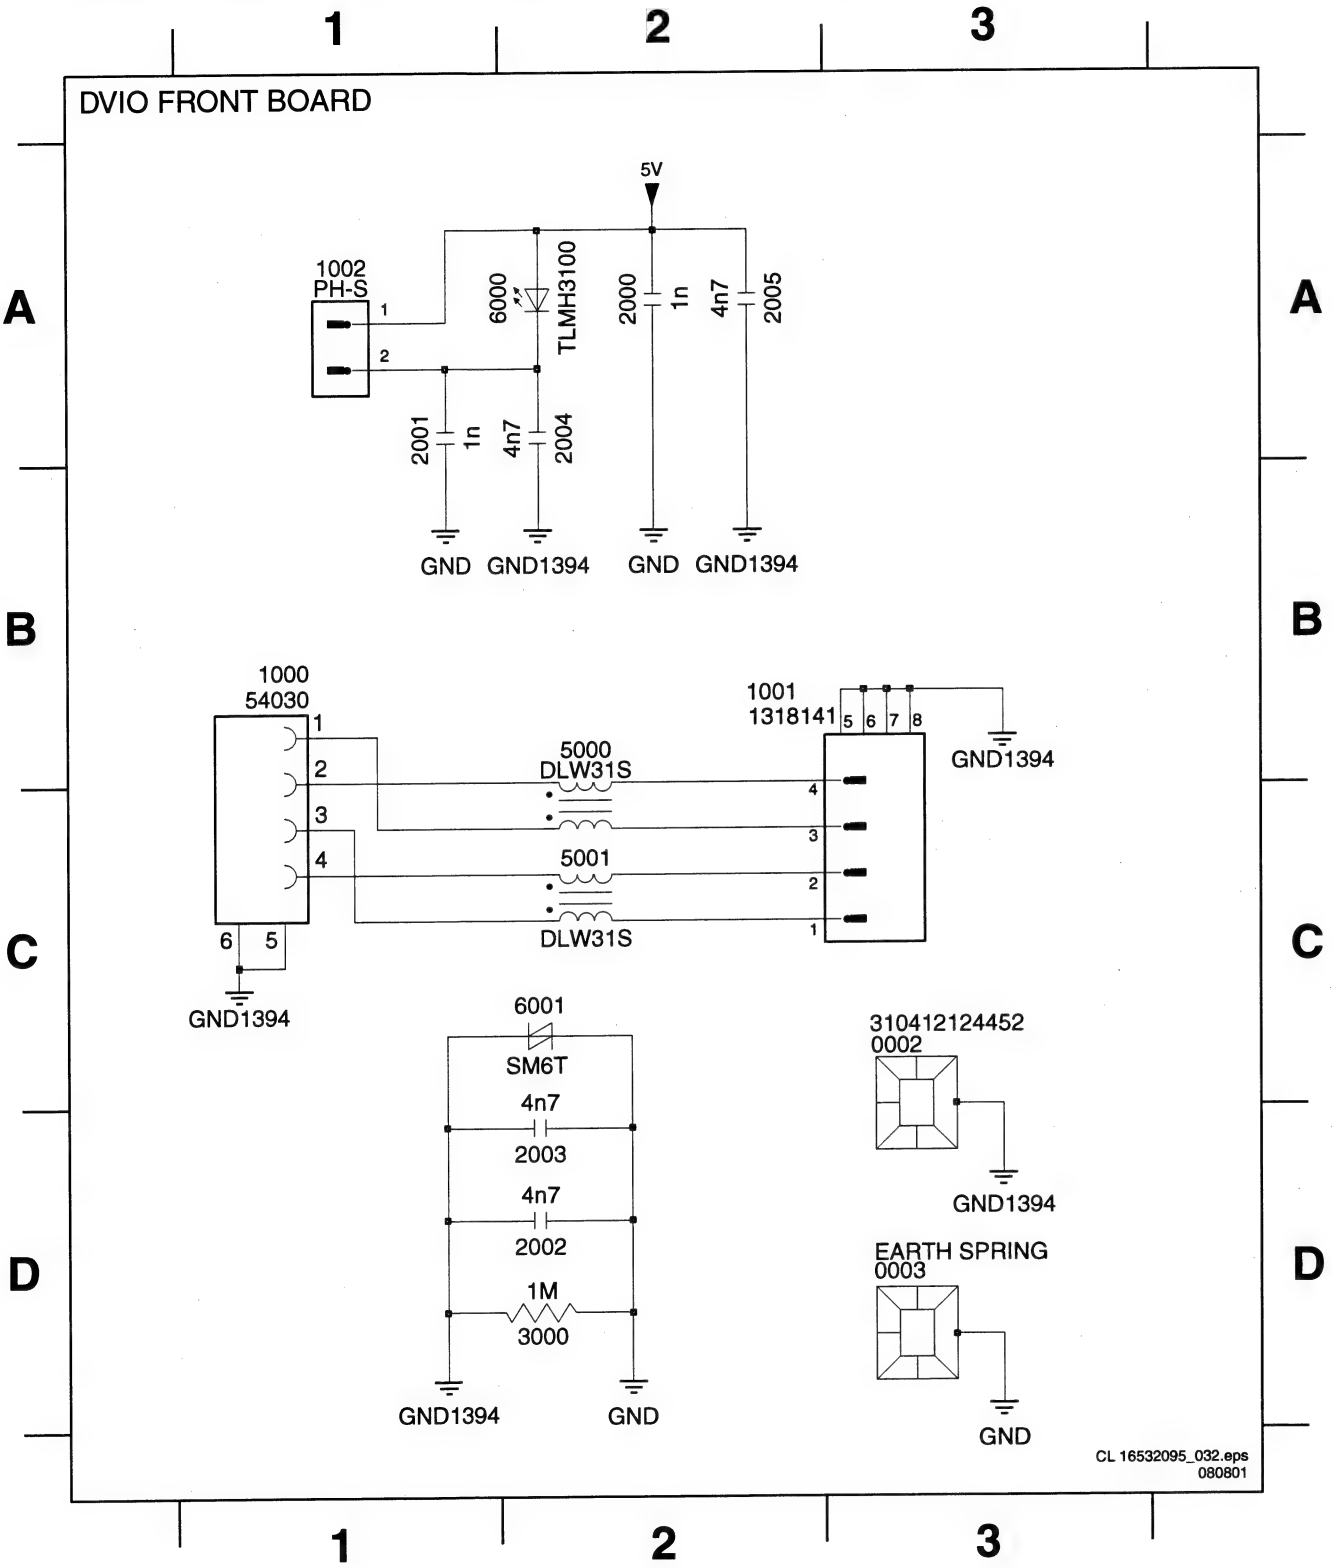 1 2 3
DVIO FRONT BOARD
5V
A A
1002
PH-S
1
2
6000
TLMH3100
2000
1n
4n7
2005
2001
1n
4n7
2004
GND GND1394 GND GND1394
B B
1000
54030
1
2
3
4
6 5
GND1394
5000
DLW31S
5001
DLW31S
1001
1318141
5 6 7 8
4
3
2
1
GND1394
C C
6001
SM6T
4n7
2003
4n7
2002
1M
3000
GND1394 GND
310412124452
0002
GND1394
D D
EARTH SPRING
0003
GND
CL 16532095_032.eps
080801
1 2 3